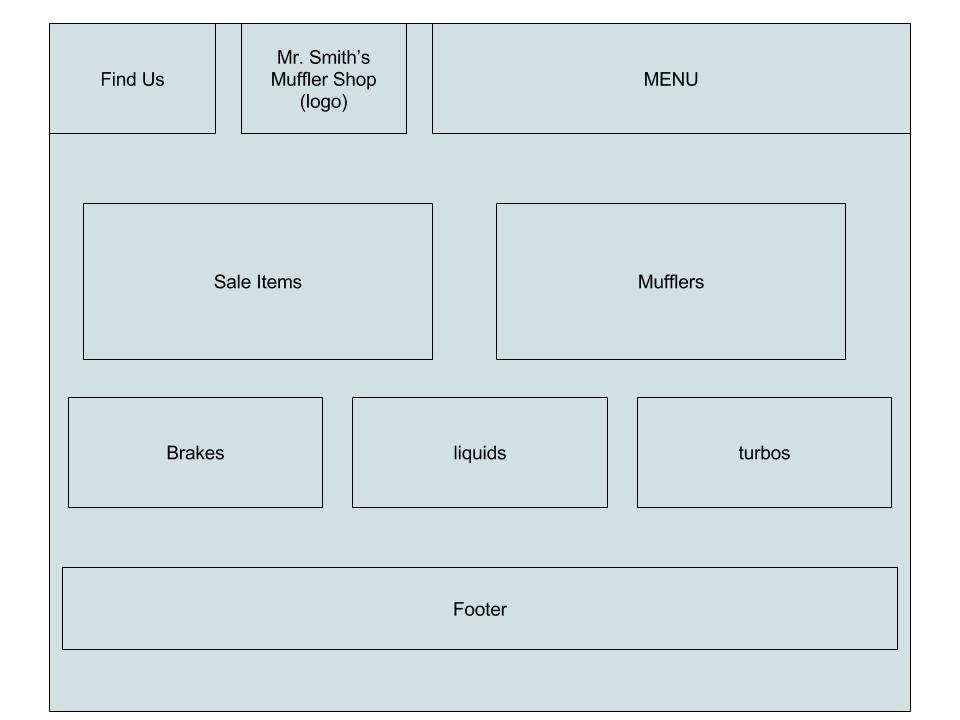 Find Us
Mr. Smith’s
Muffler Shop
(logo)
MENU
Sale Items
Mufflers
Brakes
liquids
turbos
Footer